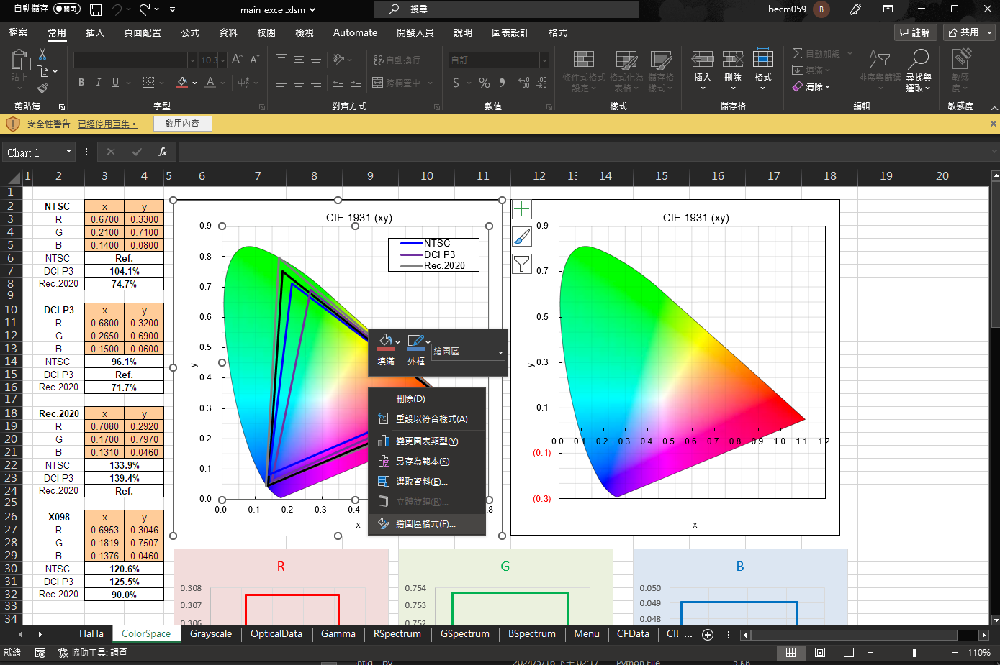 自動儲存 關閉 main_excel.xlsm 搜尋 becm059 B
檔案 常用 插入 頁面配置 公式 資料 校閱 檢視 Automate 開發人員 說明 圖表設計 格式 註解 共用
貼上 10.5 自動換行 自訂 條件式格式設定 格式化為表格 儲存格樣式 插入 刪除 格式 自動加總 排序與篩選 尋找與選取 敏感度
B I U A 中 跨欄置中 $ % 填滿
清除
剪貼簿 字型 對齊方式 數值 樣式 儲存格 編輯 敏感度
安全性警告 已經停用巨集。 啟用內容
Chart 1 fx
1 2 3 4 5 6 7 8 9 10 11 12 13 14 15 16 17 18 19 20
1
2 NTSC x y
3 R 0.6700 0.3300
4 G 0.2100 0.7100
5 B 0.1400 0.0800
6 NTSC Ref.
7 DCI P3 104.1%
8 Rec.2020 74.7%
9
10 DCI P3 x y
11 R 0.6800 0.3200
12 G 0.2650 0.6900
13 B 0.1500 0.0600
14 NTSC 96.1%
15 DCI P3 Ref.
16 Rec.2020 71.7%
17
18 Rec.2020 x y
19 R 0.7080 0.2920
20 G 0.1700 0.7970
21 B 0.1310 0.0460
22 NTSC 133.9%
23 DCI P3 139.4%
24 Rec.2020 Ref.
25
26 X098 x y
27 R 0.6953 0.3046
28 G 0.1819 0.7507
29 B 0.1376 0.0460
30 NTSC 120.6%
31 DCI P3 125.5%
32 Rec.2020 90.0%
33
34
CIE 1931 (xy)
NTSC
DCI P3
Rec.2020
0.9
0.8
0.7
0.6
0.5
0.4
0.3
0.2
0.1
0.0
y
0.0 0.1 0.2 0.3 0.4
x
填滿 外框 繪圖區
刪除(D)
重設以符合樣式(A)
變更圖表類型(Y)...
另存為範本(S)...
選取資料(E)...
立體旋轉(R)...
繪圖區格式(F)...
CIE 1931 (xy)
0.9
0.7
0.5
0.3
0.1
(0.1)
(0.3)
y
0.0 0.1 0.2 0.3 0.4 0.5 0.6 0.7 0.8 0.9 1.0 1.1 1.2
x
R
0.308
0.307
0.306
G
0.754
0.753
0.752
B
0.050
0.049
0.048
HaHa ColorSpace Grayscale OpticalData Gamma RSpectrum GSpectrum BSpectrum Menu CFData CIE ...
就緒 協助工具: 調查 110%